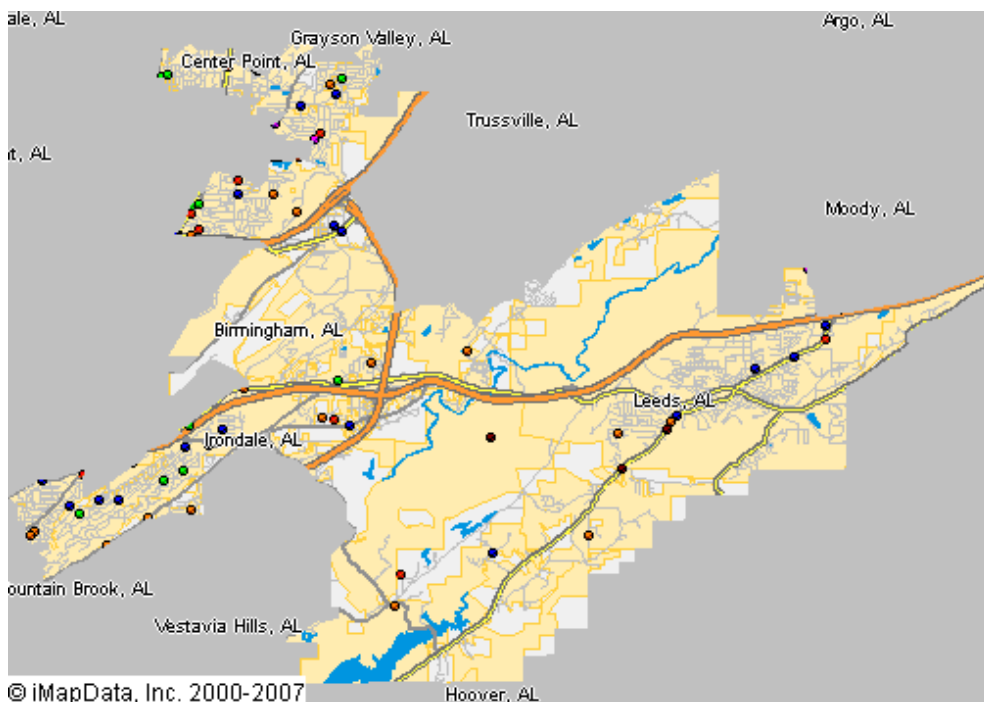 ale, AL
Argo, AL
Grayson Valley, AL
Center Point, AL
Trussville, AL
nt, AL
Moody, AL
Birmingham, AL
Leeds, AL
Irondale, AL
ountain Brook, AL
Vestavia Hills, AL
Hoover, AL
© iMapData, Inc. 2000-2007